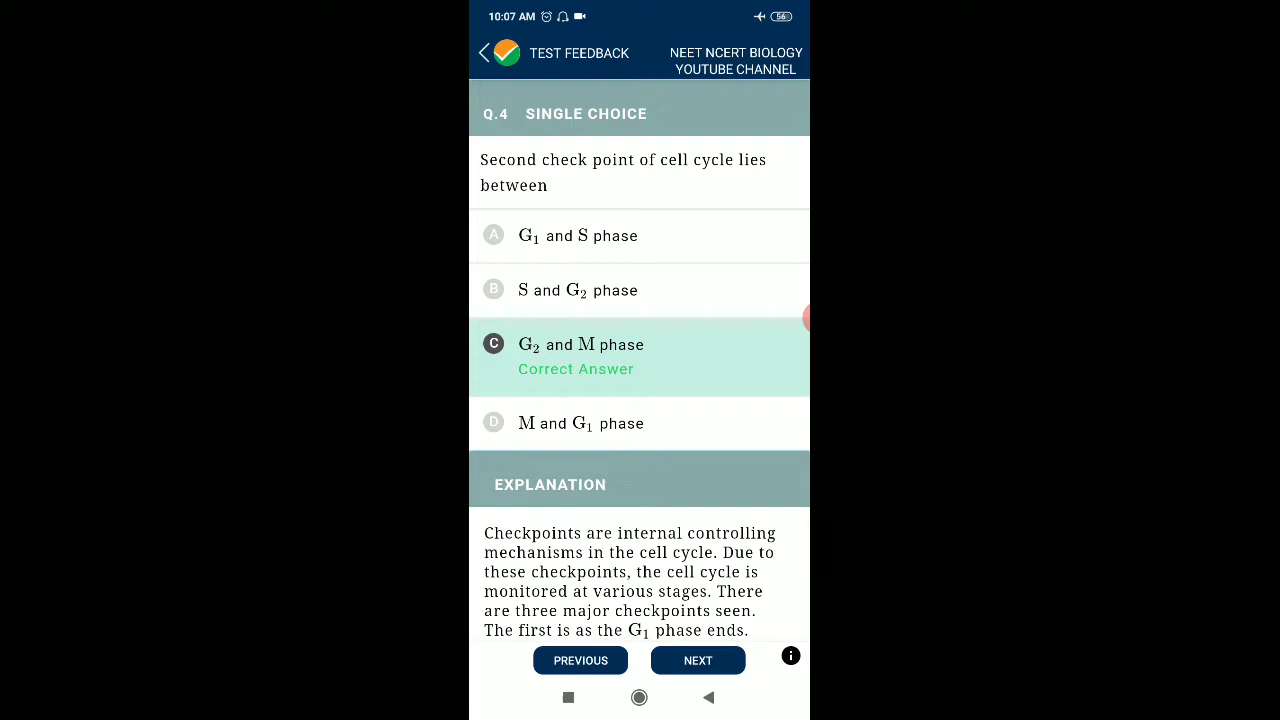 10:07 AM 56
TEST FEEDBACK
NEET NCERT BIOLOGY
YOUTUBE CHANNEL
Q.4 SINGLE CHOICE
Second check point of cell cycle lies
between
A G₁ and S phase
B S and G₂ phase
C G₂ and M phase
Correct Answer
D M and G₁ phase
EXPLANATION
Checkpoints are internal controlling
mechanisms in the cell cycle. Due to
these checkpoints, the cell cycle is
monitored at various stages. There
are three major checkpoints seen.
The first is as the G₁ phase ends.
PREVIOUS NEXT